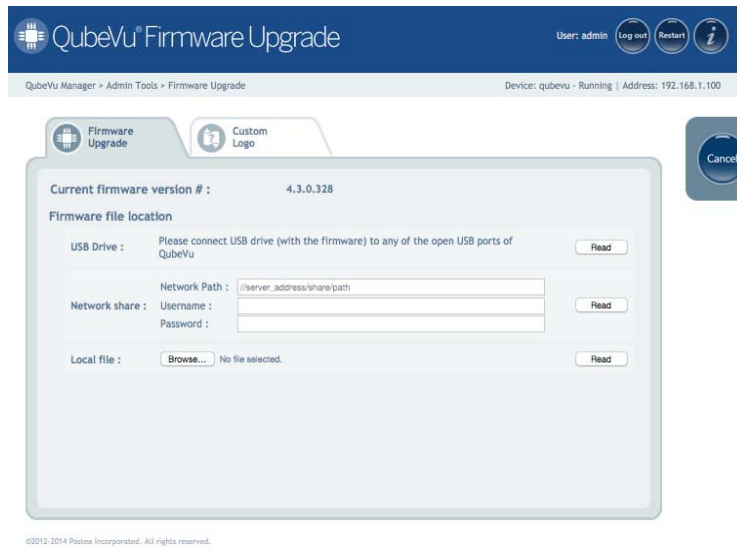 QubeVu® Firmware Upgrade
User: admin
Log out
Restart
i
QubeVu Manager > Admin Tools > Firmware Upgrade
Device: qubevu - Running | Address: 192.168.1.100
Firmware
Upgrade
Custom
Logo
Cancel
Current firmware version # : 4.3.0.328
Firmware file location
USB Drive : Please connect USB drive (with the firmware) to any of the open USB ports of
QubeVu
Read
Network Path : //server_address/share/path
Network share : Username :
Read
Password :
Local file : Browse... No file selected.
Read
©2012-2014 Postea Incorporated. All rights reserved.